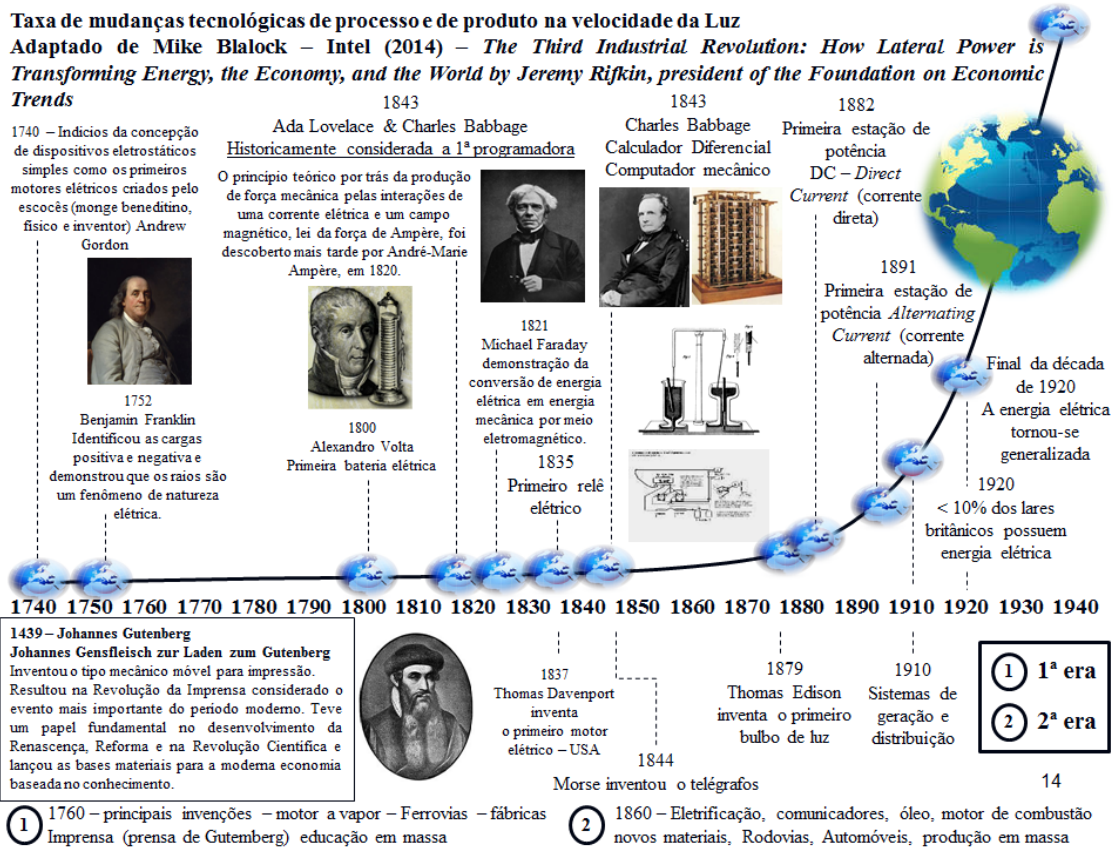 Taxa de mudanças tecnológicas de processo e de produto na velocidade da Luz
Adaptado de Mike Blalock – Intel (2014) – The Third Industrial Revolution: How Lateral Power is
Transforming Energy, the Economy, and the World by Jeremy Rifkin, president of the Foundation on Economic
Trends
1740 – Indicios da concepção
de dispositivos eletrostáticos
simples como os primeiros
motores elétricos criados pelo
escocês (monge beneditino,
físico e inventor) Andrew
Gordon
1752
Benjamin Franklin
Identificou as cargas
positiva e negativa e
demonstrou que os raios são
um fenômeno de natureza
elétrica.
1843
Ada Lovelace & Charles Babbage
Historicamente considerada a 1ª programadora
O princípio teórico por trás da produção
de força mecânica pelas interações de
uma corrente elétrica e um campo
magnético, lei da força de Ampère, foi
descoberto mais tarde por André-Marie
Ampère, em 1820.
1800
Alexandro Volta
Primeira bateria elétrica
1821
Michael Faraday
demonstração da
conversão de energia
elétrica em energia
mecânica por meio
eletromagnético.
1835
Primeiro relê
elétrico
1843
Charles Babbage
Calculador Diferencial
Computador mecânico
1882
Primeira estação de
potência
DC – Direct
Current (corrente
direta)
1891
Primeira estação de
potência Alternating
Current (corrente
alternada)
Final da década
de 1920
A energia elétrica
tornou-se
generalizada
1920
< 10% dos lares
britânicos possuem
energia elétrica
1740 1750 1760 1770 1780 1790 1800 1810 1820 1830 1840 1850 1860 1870 1880 1890 1910 1920 1930 1940
1439 – Johannes Gutenberg
Johannes Gensfleisch zur Laden zum Gutenberg
Inventou o tipo mecânico móvel para impressão.
Resultou na Revolução da Imprensa considerado o
evento mais importante do período moderno. Teve
um papel fundamental no desenvolvimento da
Renascença, Reforma e na Revolução Científica e
lançou as bases materiais para a moderna economia
baseada no conhecimento.
1837
Thomas Davenport
inventa
o primeiro motor
elétrico – USA
1844
Morse inventou o telégrafos
1879
Thomas Edison
inventa o primeiro
bulbo de luz
1910
Sistemas de
geração e
distribuição
1 1ª era
2 2ª era
14
1 1760 – principais invenções – motor a vapor – Ferrovias – fábricas
Imprensa (prensa de Gutemberg) educação em massa
2 1860 – Eletrificação, comunicadores, óleo, motor de combustão
novos materiais, Rodovias, Automóveis, produção em massa